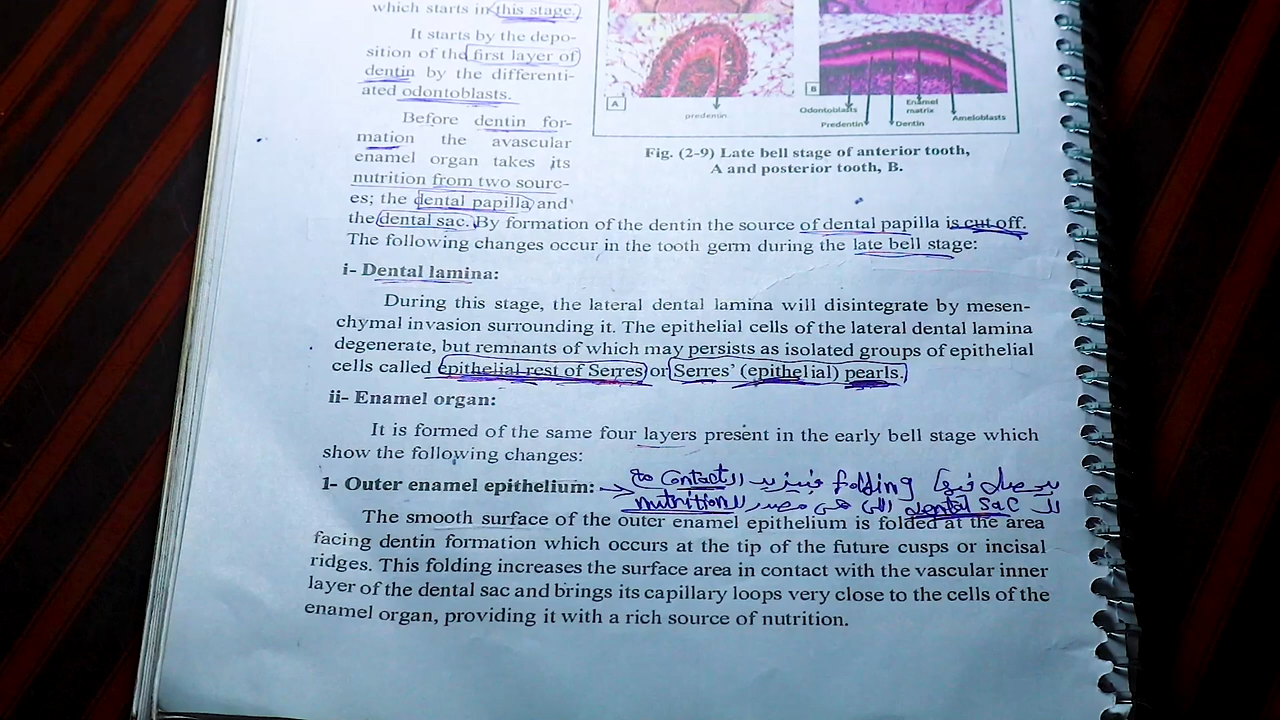 which starts in this stage.
It starts by the depo-
sition of the first layer of
dentin by the differenti-
ated odontoblasts.
Before dentin for-
mation the avascular
enamel organ takes its
nutrition from two sourc-
es; the dental papilla and
the dental sac. By formation of the dentin the source of dental papilla is cut off.
The following changes occur in the tooth germ during the late bell stage:
A
predentin
B
Odontoblasts
Predentin
Dentin
Enamel
matrix
Ameloblasts
Fig. (2-9) Late bell stage of anterior tooth,
A and posterior tooth, B.
i- Dental lamina:
During this stage, the lateral dental lamina will disintegrate by mesen-
chymal invasion surrounding it. The epithelial cells of the lateral dental lamina
degenerate, but remnants of which may persists as isolated groups of epithelial
cells called epithelial rest of Serres or Serres' (epithelial) pearls.
ii- Enamel organ:
It is formed of the same four layers present in the early bell stage which
show the following changes:
1- Outer enamel epithelium:
بيحصل فيها folding فبيزيد ال contact to
ال dental sac اللي هي مصدر لل nutrition
The smooth surface of the outer enamel epithelium is folded at the area
facing dentin formation which occurs at the tip of the future cusps or incisal
ridges. This folding increases the surface area in contact with the vascular inner
layer of the dental sac and brings its capillary loops very close to the cells of the
enamel organ, providing it with a rich source of nutrition.